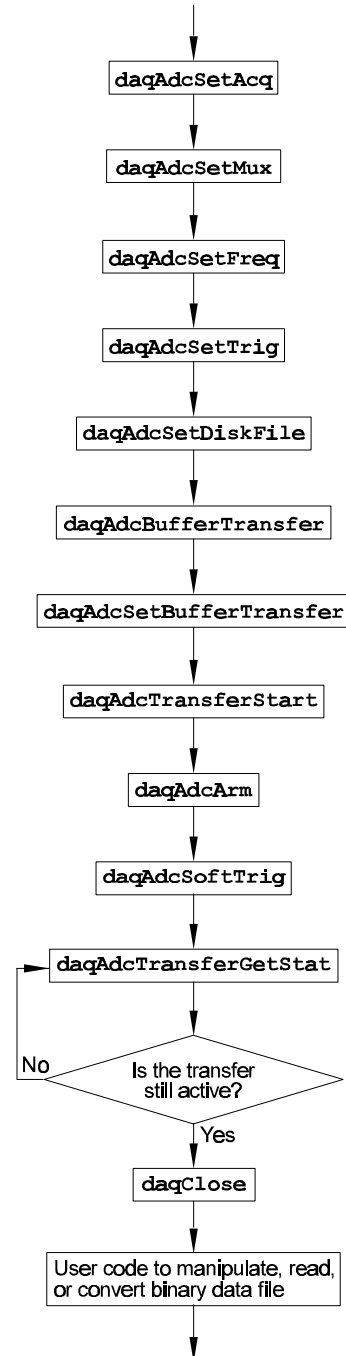 daqAdcSetAcq
daqAdcSetMux
daqAdcSetFreq
daqAdcSetTrig
daqAdcSetDiskFile
daqAdcBufferTransfer
daqAdcSetBufferTransfer
daqAdcTransferStart
daqAdcArm
daqAdcSoftTrig
daqAdcTransferGetStat
No
Is the transfer
still active?
Yes
daqClose
User code to manipulate, read,
or convert binary data file